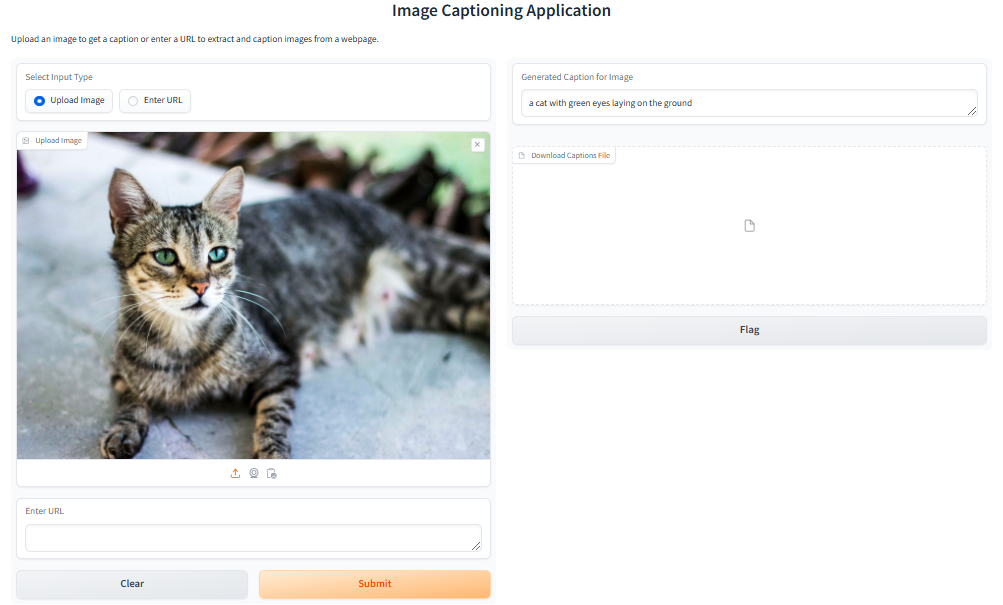 Image Captioning Application
Upload an image to get a caption or enter a URL to extract and caption images from a webpage.
Select Input Type
Upload Image
Enter URL
Upload Image
Enter URL
Clear
Submit
Generated Caption for Image
a cat with green eyes laying on the ground
Download Captions File
Flag